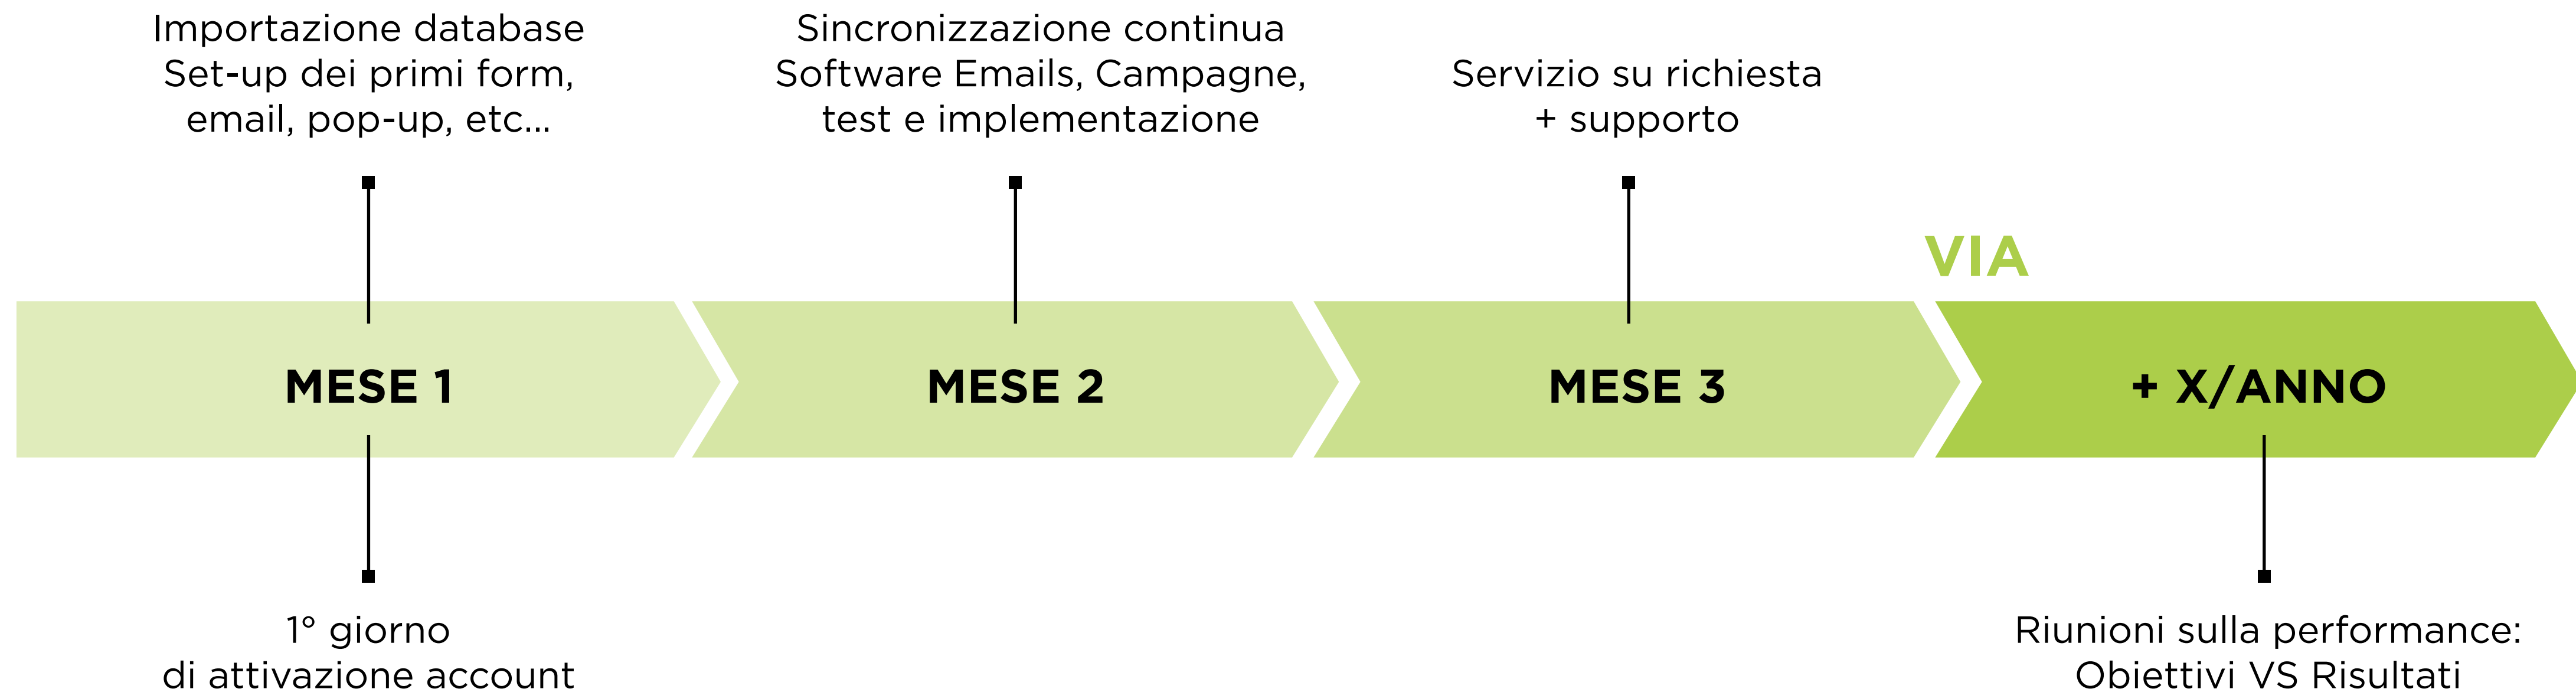 Importazione database
Set-up dei primi form,
email, pop-up, etc...
Sincronizzazione continua
Software Emails, Campagne,
test e implementazione
Servizio su richiesta
+ supporto
VIA
MESE 1
MESE 2
MESE 3
+ X/ANNO
1° giorno
di attivazione account
Riunioni sulla performance:
Obiettivi VS Risultati